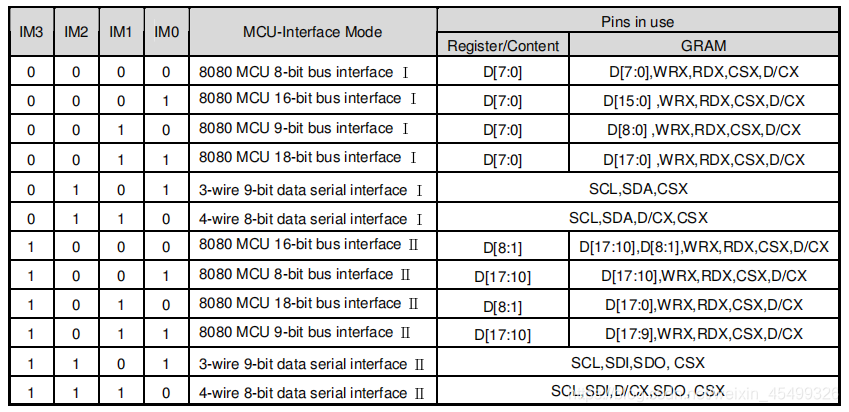 IM3 IM2 IM1 IM0 MCU-Interface Mode Pins in use
Register/Content GRAM
0 0 0 0 8080 MCU 8-bit bus interface Ⅰ D[7:0] D[7:0],WRX,RDX,CSX,D/CX
0 0 0 1 8080 MCU 16-bit bus interface Ⅰ D[7:0] D[15:0] ,WRX,RDX,CSX,D/CX
0 0 1 0 8080 MCU 9-bit bus interface Ⅰ D[7:0] D[8:0] ,WRX,RDX,CSX,D/CX
0 0 1 1 8080 MCU 18-bit bus interface Ⅰ D[7:0] D[17:0] ,WRX,RDX,CSX,D/CX
0 1 0 1 3-wire 9-bit data serial interface Ⅰ SCL,SDA,CSX
0 1 1 0 4-wire 8-bit data serial interface Ⅰ SCL,SDA,D/CX,CSX
1 0 0 0 8080 MCU 16-bit bus interface Ⅱ D[8:1] D[17:10],D[8:1],WRX,RDX,CSX,D/CX
1 0 0 1 8080 MCU 8-bit bus interface Ⅱ D[17:10] D[17:10],WRX,RDX,CSX,D/CX
1 0 1 0 8080 MCU 18-bit bus interface Ⅱ D[8:1] D[17:0],WRX,RDX,CSX,D/CX
1 0 1 1 8080 MCU 9-bit bus interface Ⅱ D[17:10] D[17:9],WRX,RDX,CSX,D/CX
1 1 0 1 3-wire 9-bit data serial interface Ⅱ SCL,SDI,SDO, CSX
1 1 1 0 4-wire 8-bit data serial interface Ⅱ SCL,SDI,D/CX,SDO, CSX